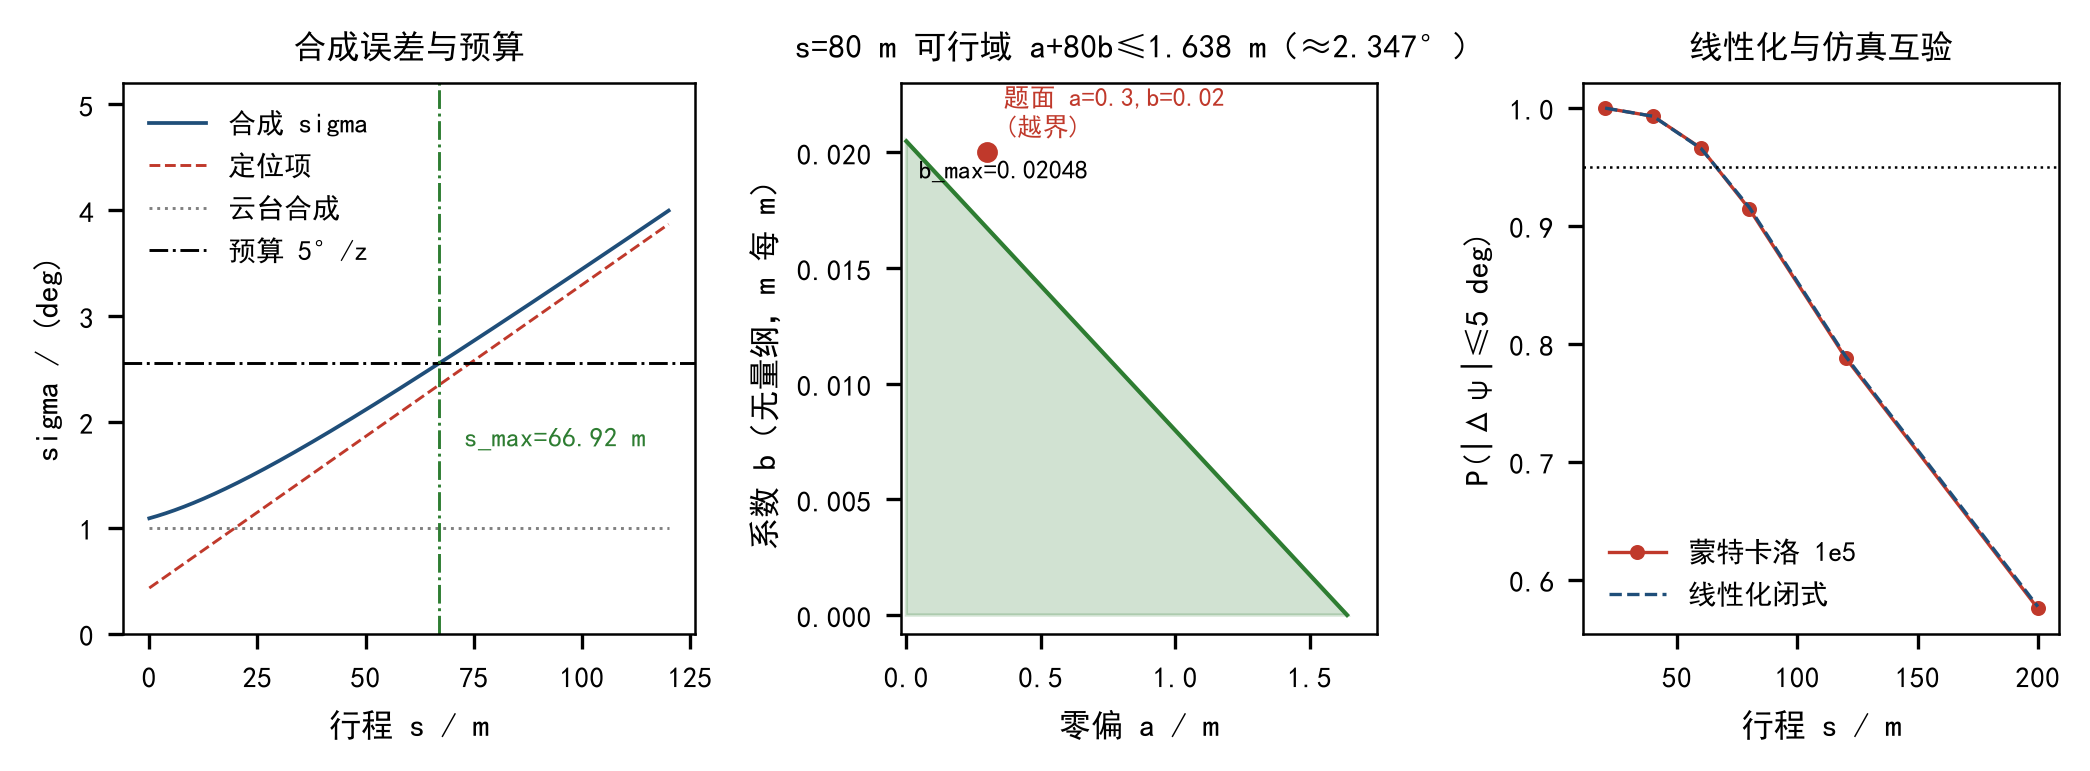 合成误差与预算
5
4
3
2
1
0
sigma / (deg)
合成 sigma
定位项
云台合成
预算 5° /z
s_max=66.92 m
0 25 50 75 100 125
行程 s / m
s=80 m 可行域 a+80b≤1.638 m (≈2.347° )
0.020
0.015
0.010
0.005
0.000
系数 b (无量纲, m 每 m)
题面 a=0.3,b=0.02
(越界)
b_max=0.02048
0.0 0.5 1.0 1.5
零偏 a / m
线性化与仿真互验
1.0
0.9
0.8
0.7
0.6
P(|Δψ|≤5 deg)
蒙特卡洛 1e5
线性化闭式
50 100 150 200
行程 s / m